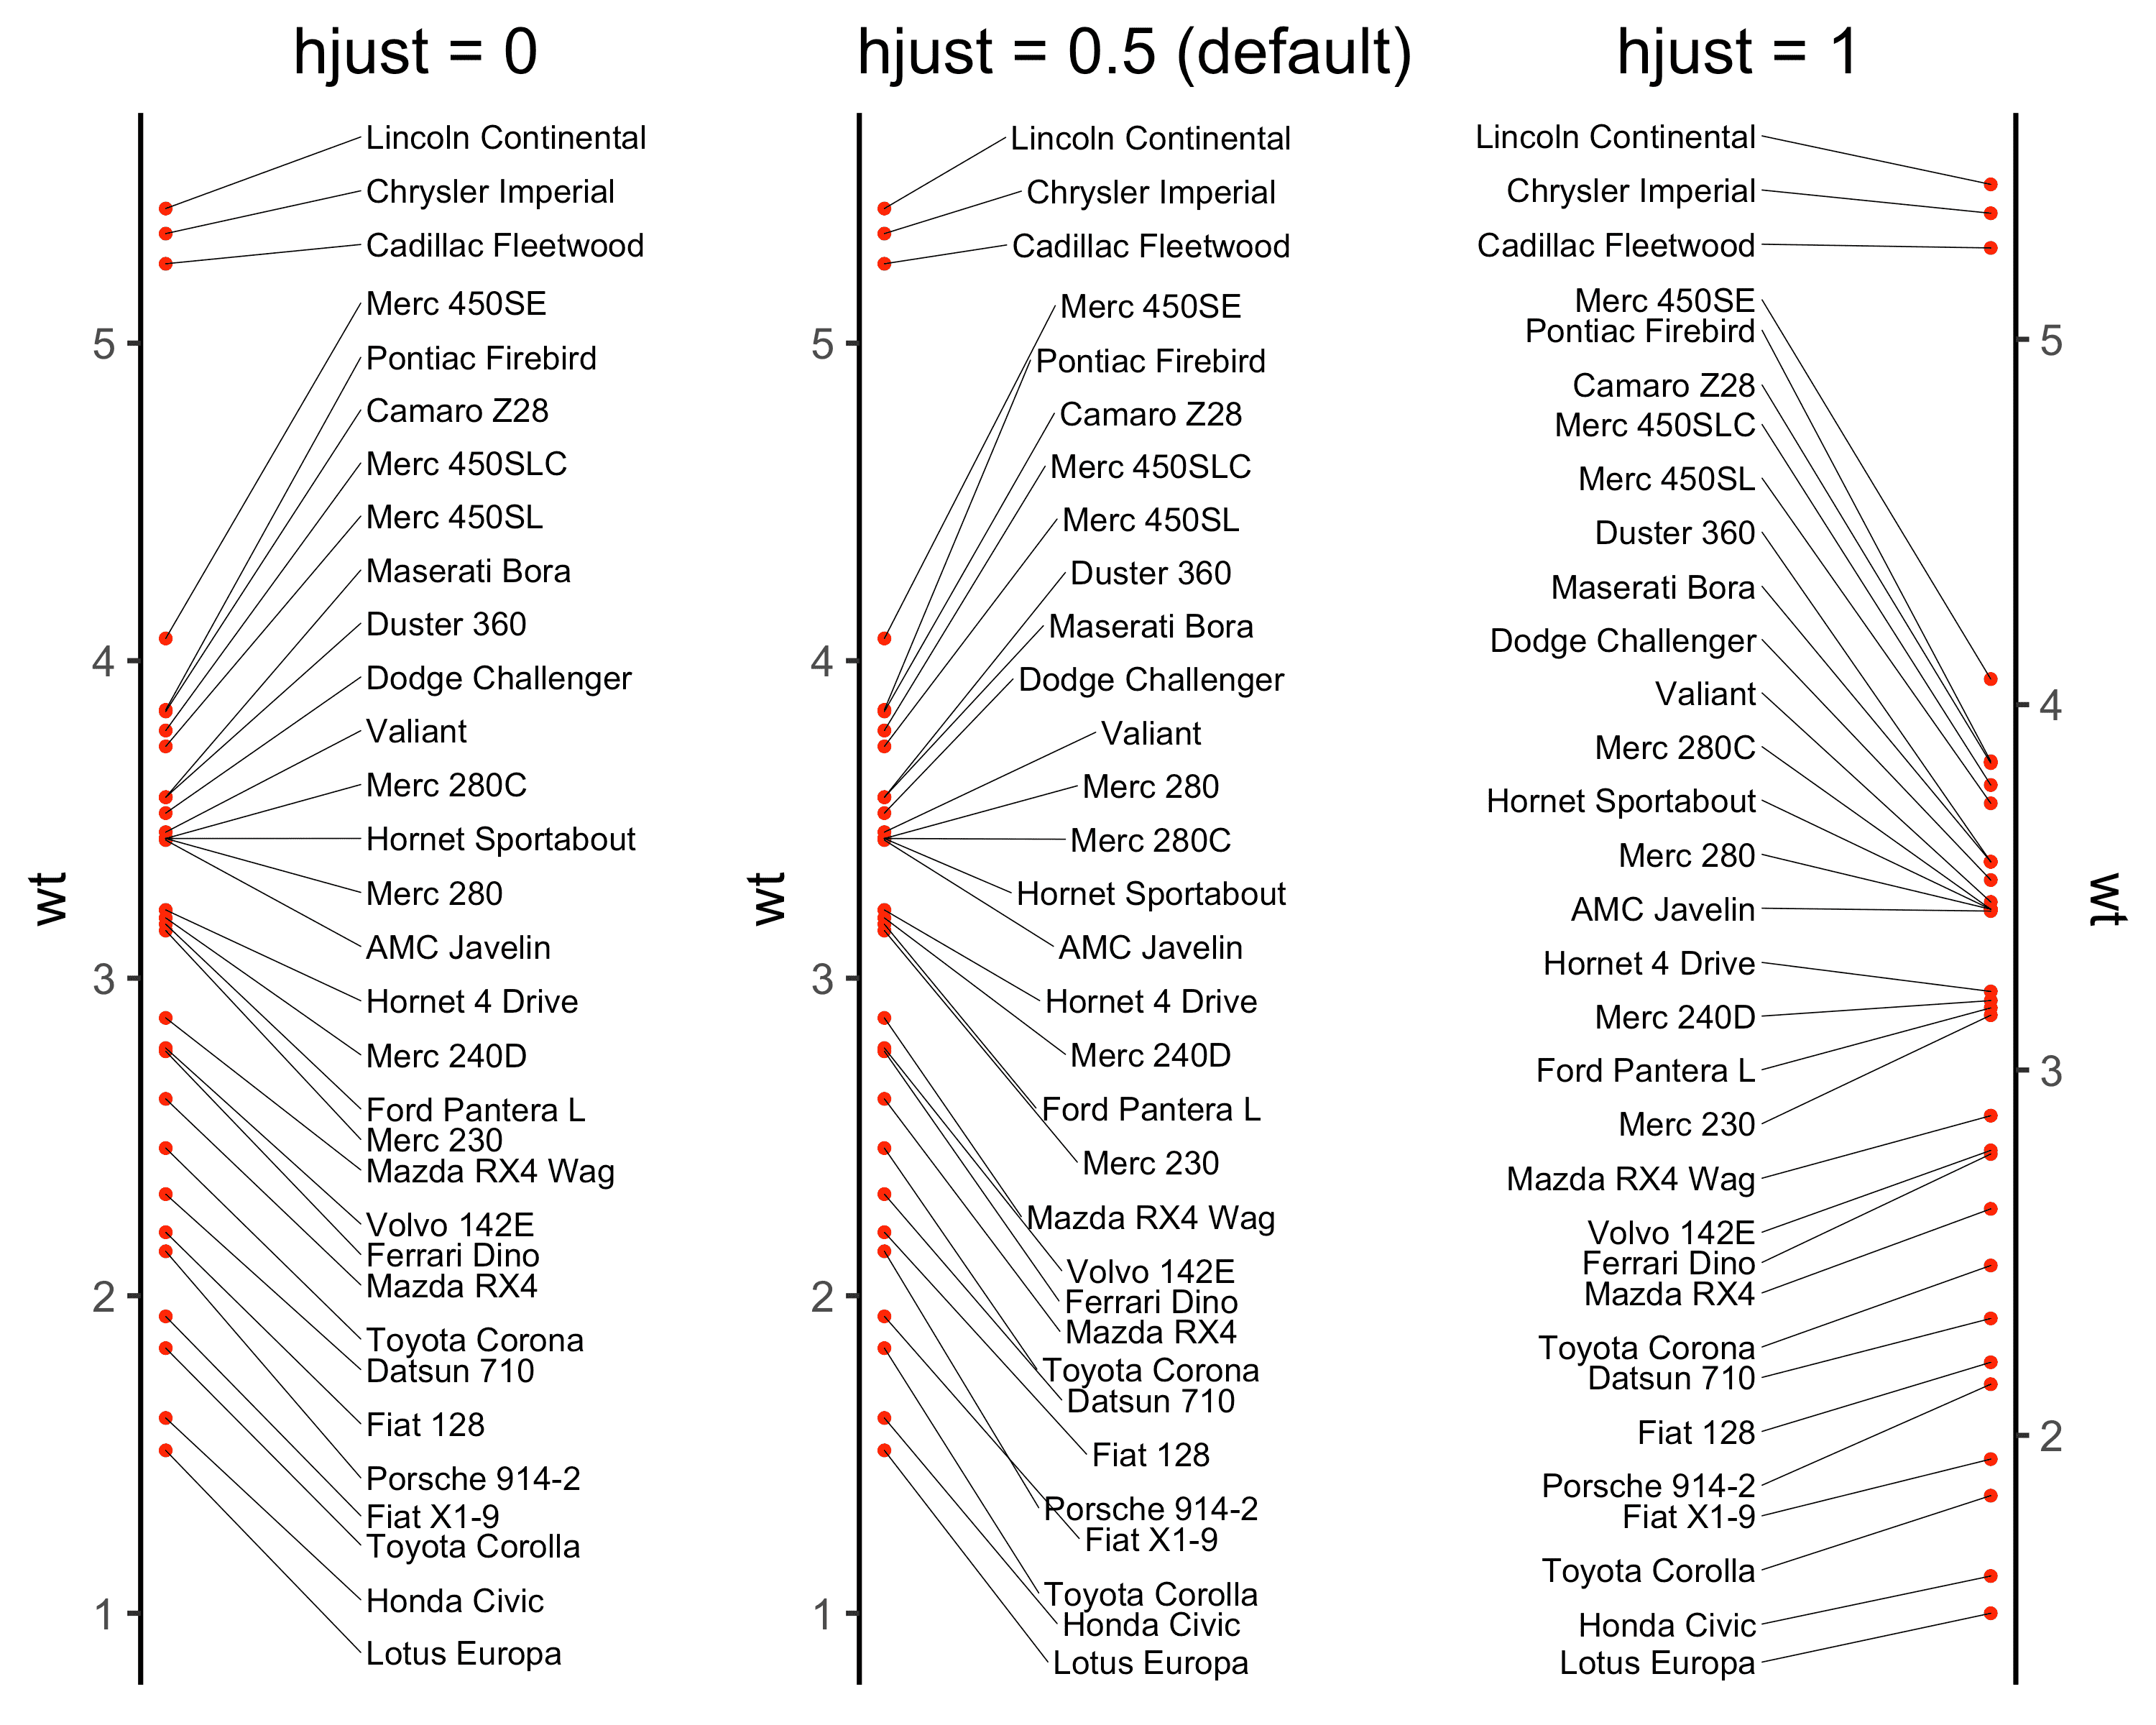 hjust = 0
Lincoln Continental
Chrysler Imperial
Cadillac Fleetwood
Merc 450SE
5
Pontiac Firebird
Camaro Z28
Merc 450SLC
Merc 450SL
Maserati Bora
Duster 360
4
Dodge Challenger
Valiant
Merc 280C
Hornet Sportabout
wt
Merc 280
AMC Javelin
3
Hornet 4 Drive
Merc 240D
Ford Pantera L
Merc 230
Mazda RX4 Wag
Volvo 142E
Ferrari Dino
Mazda RX4
2
Toyota Corona
Datsun 710
Fiat 128
Porsche 914-2
Fiat X1-9
Toyota Corolla
Honda Civic
1
Lotus Europa
hjust = 0.5 (default)
Lincoln Continental
Chrysler Imperial
Cadillac Fleetwood
Merc 450SE
5
Pontiac Firebird
Camaro Z28
Merc 450SLC
Merc 450SL
Duster 360
Maserati Bora
4
Dodge Challenger
Valiant
Merc 280
Merc 280C
Hornet Sportabout
wt
AMC Javelin
3
Hornet 4 Drive
Merc 240D
Ford Pantera L
Merc 230
Mazda RX4 Wag
Volvo 142E
2
Ferrari Dino
Mazda RX4
Toyota Corona
Datsun 710
Fiat 128
Porsche 914-2
Fiat X1-9
Toyota Corolla
1
Honda Civic
Lotus Europa
hjust = 1
Lincoln Continental
Chrysler Imperial
Cadillac Fleetwood
Merc 450SE
Pontiac Firebird
5
Camaro Z28
Merc 450SLC
Merc 450SL
Duster 360
Maserati Bora
Dodge Challenger
Valiant
4
Merc 280C
Hornet Sportabout
Merc 280
wt
AMC Javelin
Hornet 4 Drive
Merc 240D
Ford Pantera L
3
Merc 230
Mazda RX4 Wag
Volvo 142E
Ferrari Dino
Mazda RX4
Toyota Corona
Datsun 710
Fiat 128
2
Porsche 914-2
Fiat X1-9
Toyota Corolla
Honda Civic
Lotus Europa